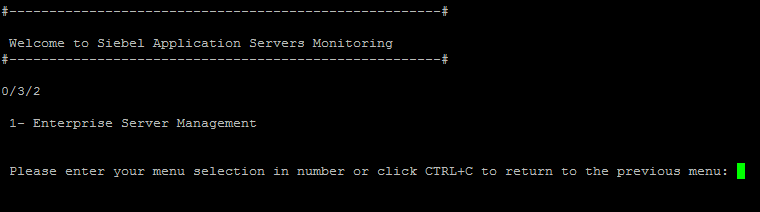 #------------------------------------------------------#
Welcome to Siebel Application Servers Monitoring
#------------------------------------------------------#
0/3/2
1- Enterprise Server Management
Please enter your menu selection in number or click CTRL+C to return to the previous menu: